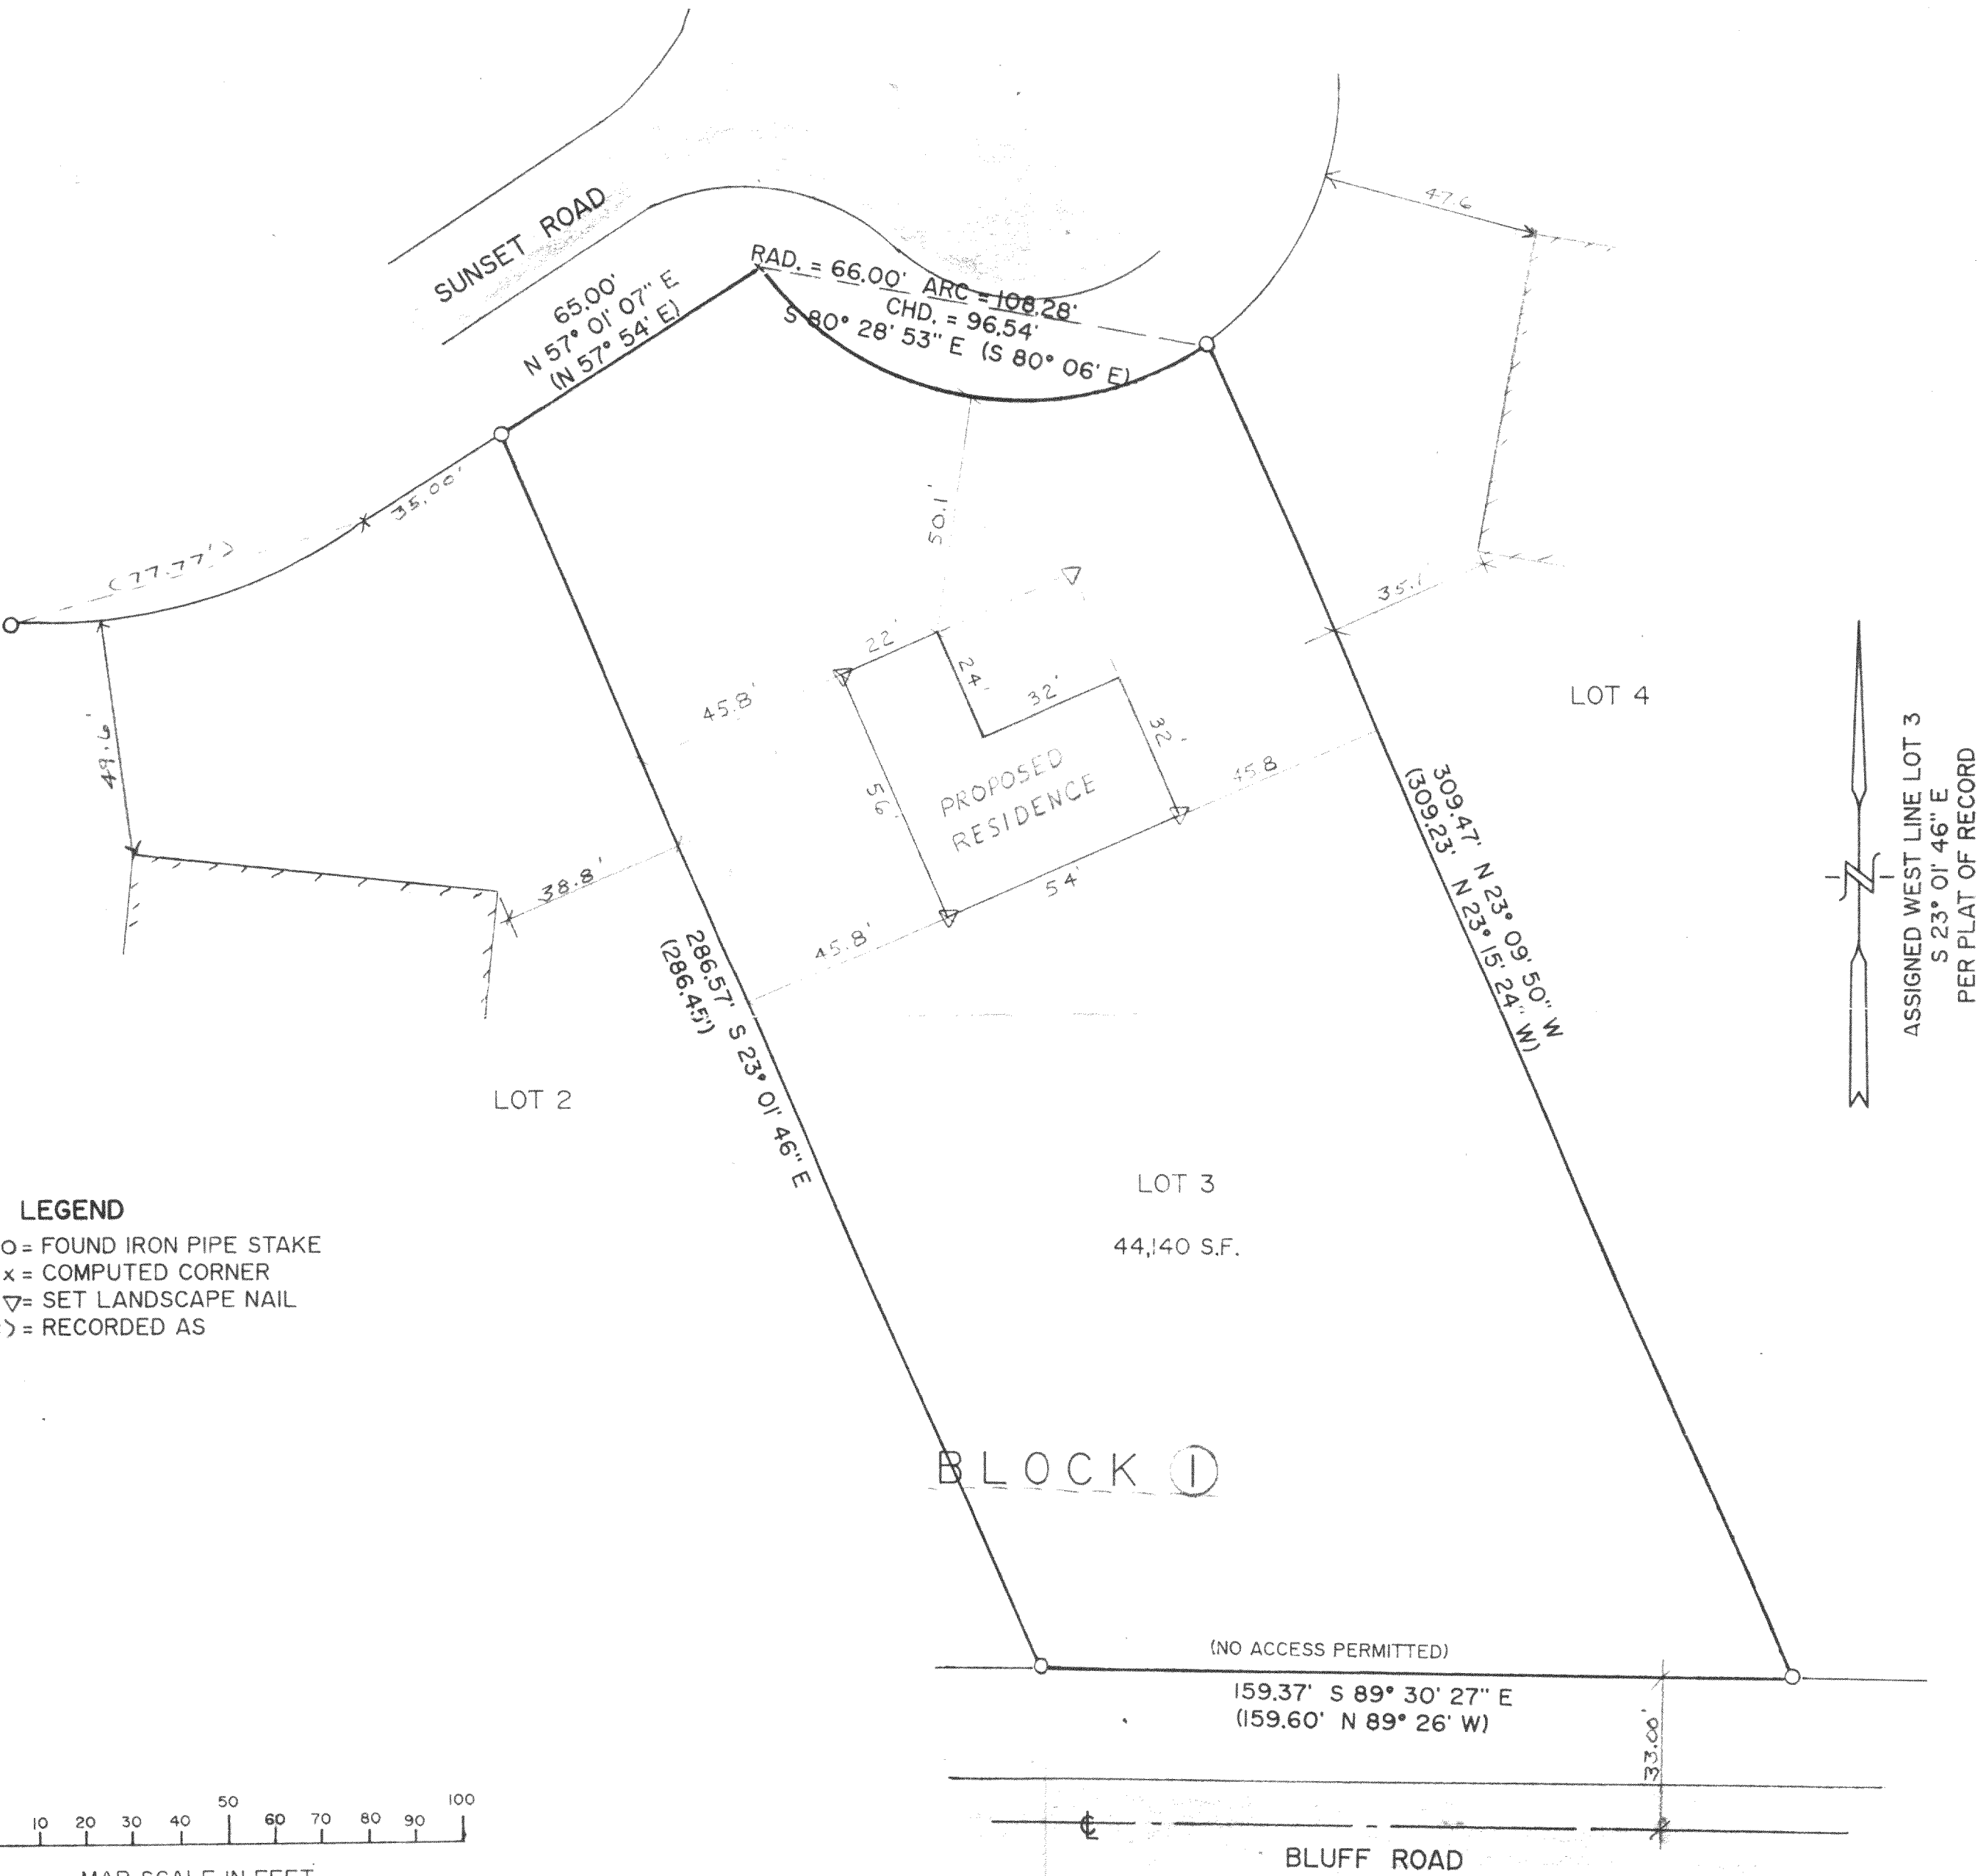 SUNSET ROAD
65.00'
N 57° 01' 07" E
(N 57° 54' E)
RAD. = 66.00' ARC = 108.28'
CHD. = 96.54'
S 80° 28' 53" E (S 80° 06' E)
47.6
35.00'
(77.77')
49.6'
50.1'
35.1'
22'
24'
32'
32'
45.8'
56'
PROPOSED
RESIDENCE
45.8
54'
45.8'
38.8'
LOT 4
309.47' N 23° 09' 50" W
(309.23' N 23° 15' 24" W)
286.57' S 23° 01' 46" E
(286.45')
ASSIGNED WEST LINE LOT 3
S 23° 01' 46" E
PER PLAT OF RECORD
N
LOT 2
LOT 3
44,140 S.F.
LEGEND
o = FOUND IRON PIPE STAKE
x = COMPUTED CORNER
▽ = SET LANDSCAPE NAIL
) = RECORDED AS
BLOCK 1
(NO ACCESS PERMITTED)
159.37' S 89° 30' 27" E
(159.60' N 89° 26' W)
33.00'
℄
BLUFF ROAD
10 20 30 40 50 60 70 80 90 100
MAP SCALE IN FEET